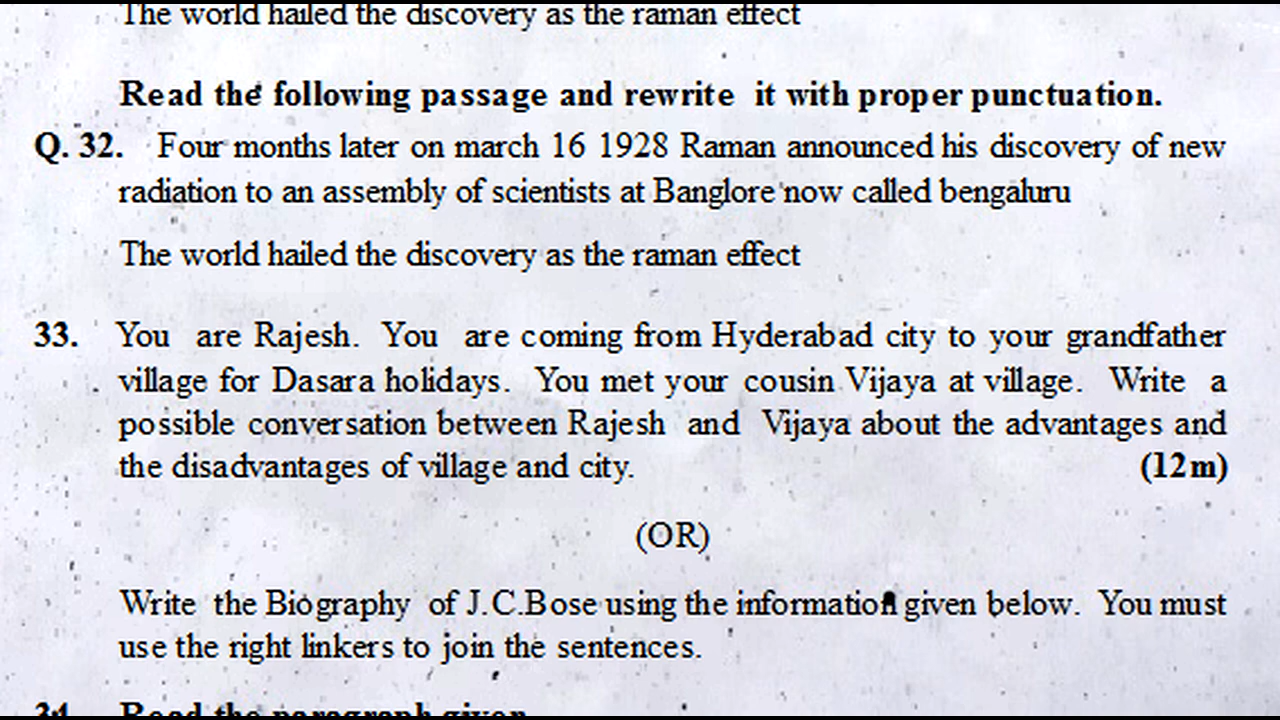 The world hailed the discovery as the raman effect
Read the following passage and rewrite it with proper punctuation.
Q. 32. Four months later on march 16 1928 Raman announced his discovery of new
radiation to an assembly of scientists at Banglore now called bengaluru
The world hailed the discovery as the raman effect
33. You are Rajesh. You are coming from Hyderabad city to your grandfather
village for Dasara holidays. You met your cousin Vijaya at village. Write a
possible conversation between Rajesh and Vijaya about the advantages and
the disadvantages of village and city. (12m)
(OR)
Write the Biography of J.C.Bose using the information given below. You must
use the right linkers to join the sentences.
34. Read the paragraph given